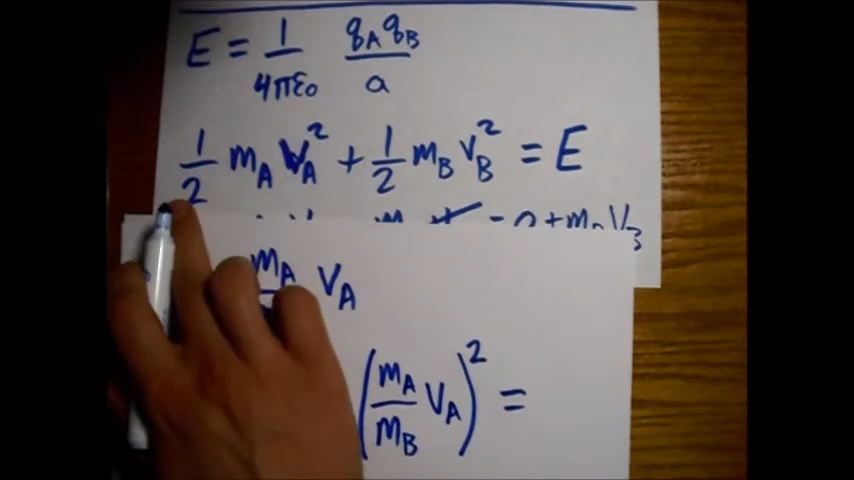 E = 1/4πε₀ q_A q_B/a
1/2 m_A V_A² + 1/2 m_B V_B² = E
m_A V_A
(m_A/m_B V_A)² =